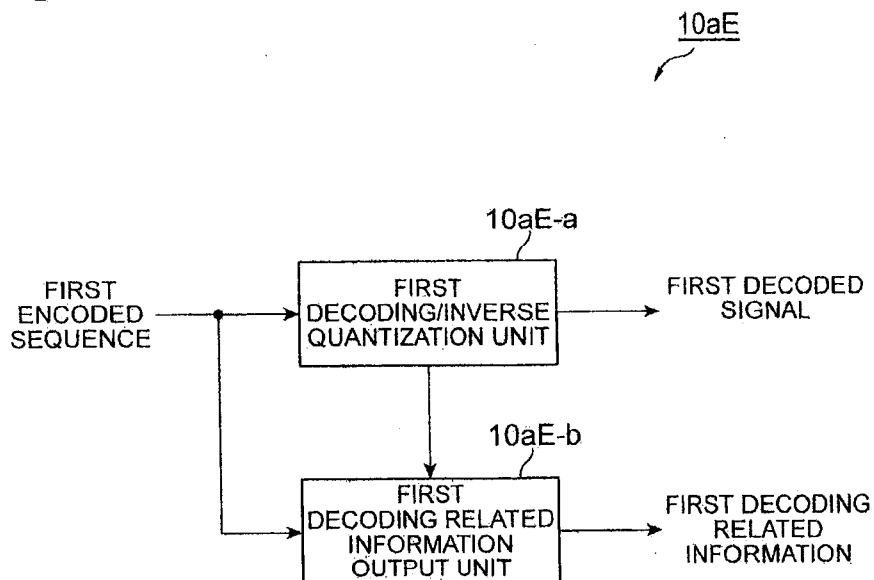 10aE
10aE-a
FIRST
ENCODED
SEQUENCE
FIRST
DECODING/INVERSE
QUANTIZATION UNIT
FIRST DECODED
SIGNAL
10aE-b
FIRST
DECODING RELATED
INFORMATION
OUTPUT UNIT
FIRST DECODING
RELATED
INFORMATION